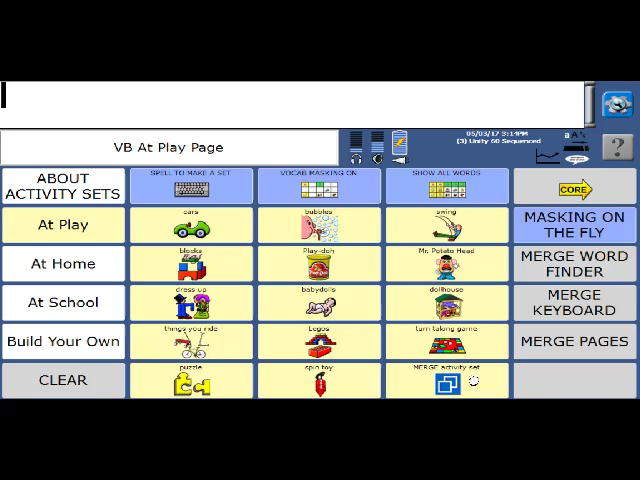 05/03/17 3:14PM
(3) Unity 60 Sequenced
VB At Play Page
?
ABOUT
ACTIVITY SETS
SPELL TO MAKE A SET
VOCAB MASKING ON
SHOW ALL WORDS
CORE
At Play
cars
bubbles
swing
MASKING ON
THE FLY
At Home
blocks
Play-doh
Mr. Potato Head
MERGE WORD
FINDER
At School
dress up
babydolls
dollhouse
MERGE
KEYBOARD
Build Your Own
things you ride
Legos
turn taking game
MERGE PAGES
CLEAR
puzzle
spin toy
MERGE activity set